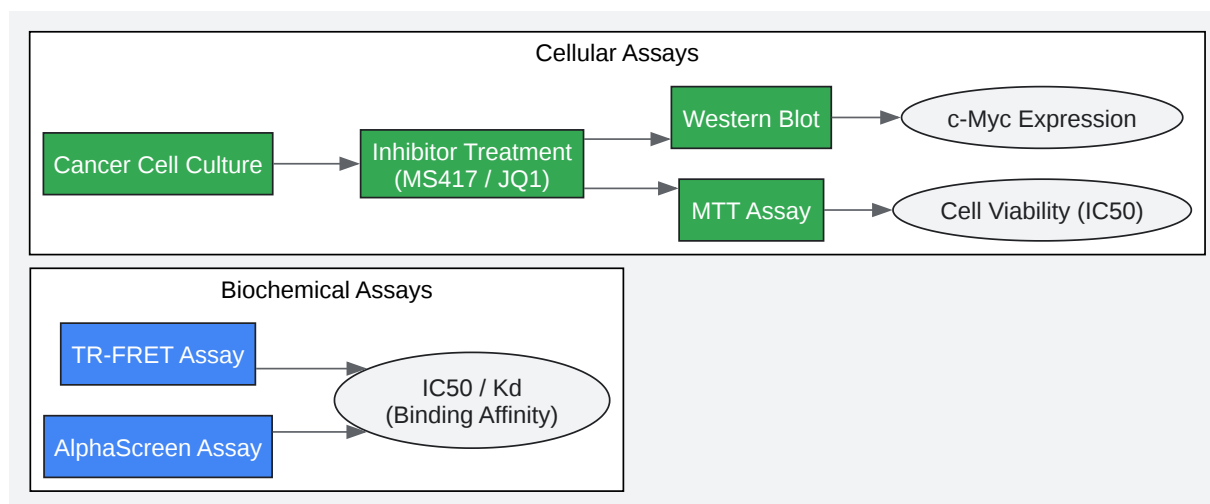 Cellular Assays
Cancer Cell Culture
Inhibitor Treatment
(MS417 / JQ1)
Western Blot
c-Myc Expression
MTT Assay
Cell Viability (IC50)
Biochemical Assays
TR-FRET Assay
AlphaScreen Assay
IC50 / Kd
(Binding Affinity)